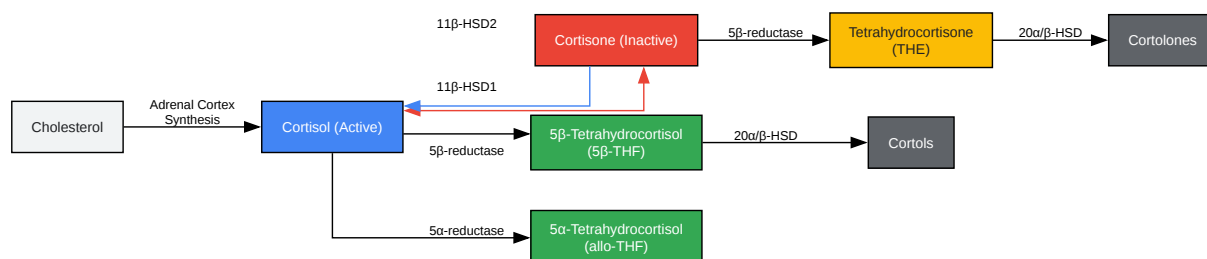 11β-HSD2
Cortisone (Inactive)
5β-reductase
Tetrahydrocortisone
(THE)
20α/β-HSD
Cortolones
11β-HSD1
Cholesterol
Adrenal Cortex
Synthesis
Cortisol (Active)
5β-reductase
5β-Tetrahydrocortisol
(5β-THF)
20α/β-HSD
Cortols
5α-reductase
5α-Tetrahydrocortisol
(allo-THF)